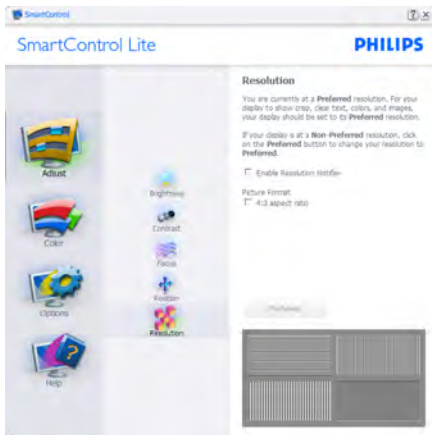 SmartControl
SmartControl Lite
PHILIPS
Adjust
Color
Options
Help
Brightness
Contrast
Focus
Position
Resolution
Resolution
You are currently at a Preferred resolution. For your
display to show crisp, clear text, colors, and images,
your display should be set to its Preferred resolution.
If your display is at a Non-Preferred resolution, click
on the Preferred button to change your resolution to
Preferred.
Enable Resolution Notifier
Picture Format
4:3 aspect ratio
Preferred